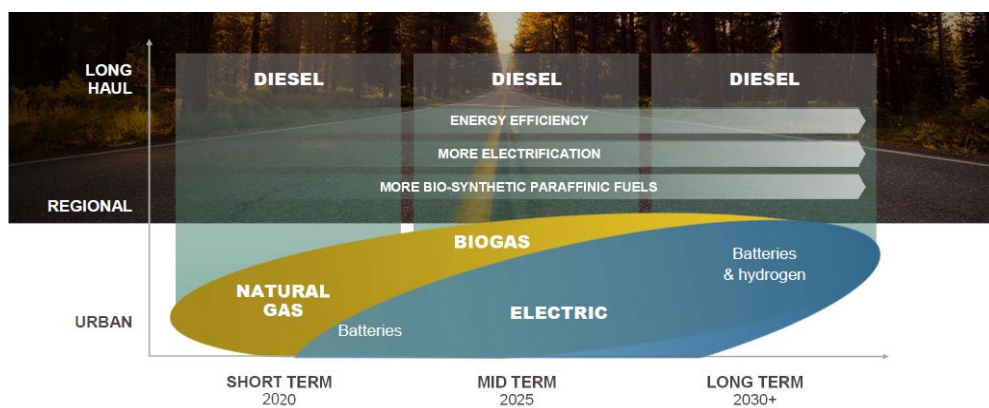 LONG
HAUL
DIESEL
DIESEL
DIESEL
ENERGY EFFICIENCY
MORE ELECTRIFICATION
MORE BIO-SYNTHETIC PARAFFINIC FUELS
REGIONAL
BIOGAS
Batteries
& hydrogen
NATURAL
GAS
ELECTRIC
URBAN
Batteries
SHORT TERM
2020
MID TERM
2025
LONG TERM
2030+